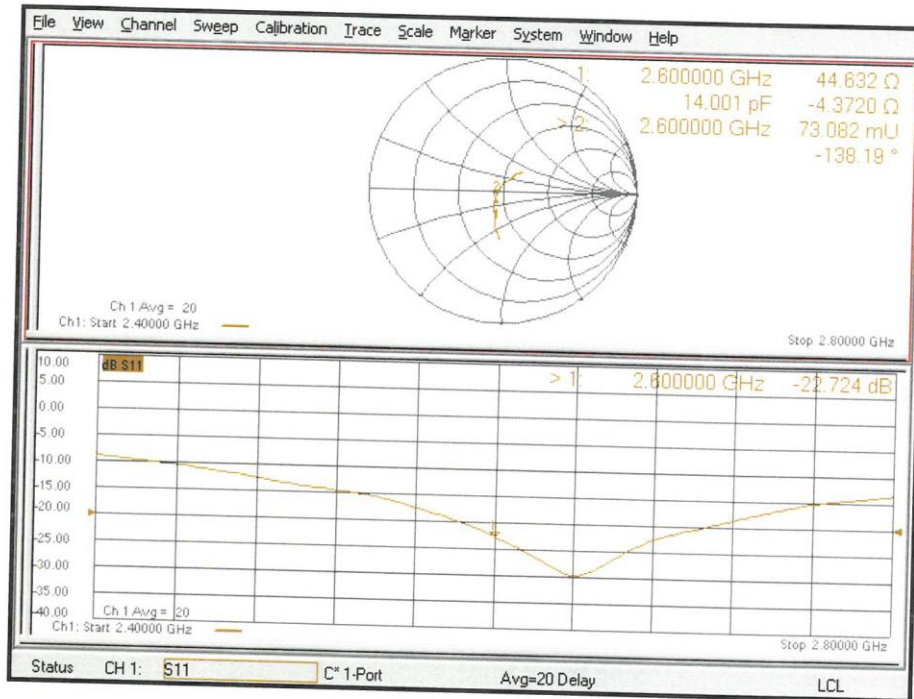 File View Channel Sweep Calibration Trace Scale Marker System Window Help
1: 2.600000 GHz 44.632 Ω
14.001 pF -4.3720 Ω
> 2: 2.600000 GHz 73.082 mU
-138.19 °
2
Ch 1 Avg = 20
Ch1: Start 2.40000 GHz
Stop 2.80000 GHz
dB S11
> 1: 2.600000 GHz -22.724 dB
10.00
5.00
0.00
-5.00
-10.00
-15.00
-20.00
-25.00
-30.00
-35.00
-40.00
1
Ch 1 Avg = 20
Ch1: Start 2.40000 GHz
Stop 2.80000 GHz
Status CH 1: S11 C* 1-Port Avg=20 Delay LCL